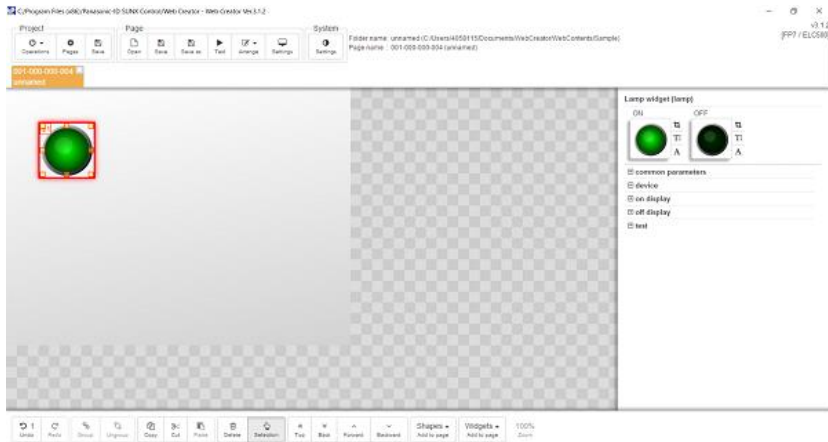 C:/Program Files (x86)/Panasonic-ID SUNX Control/Web Creator - Web Creator Ver.3.1.2
Project
Page
System
v3.1.2
[FP7 / ELC500]
Operations
Pages
Save
Open
Save
Save as
Test
Arrange
Settings
Settings
Folder name: unnamed (C:/Users/4050115/Documents/WebCreator/WebContents/Sample)
Page name : 001-000-000-004 (unnamed)
001-000-000-004
unnamed
Lamp widget (lamp)
ON
OFF
T
A
T
A
common parameters
device
on display
off display
text
1
Undo
Redo
Group
Ungroup
Copy
Cut
Paste
Delete
Selection
Top
Back
Forward
Backward
Shapes
Add to page
Widgets
Add to page
100%
Zoom